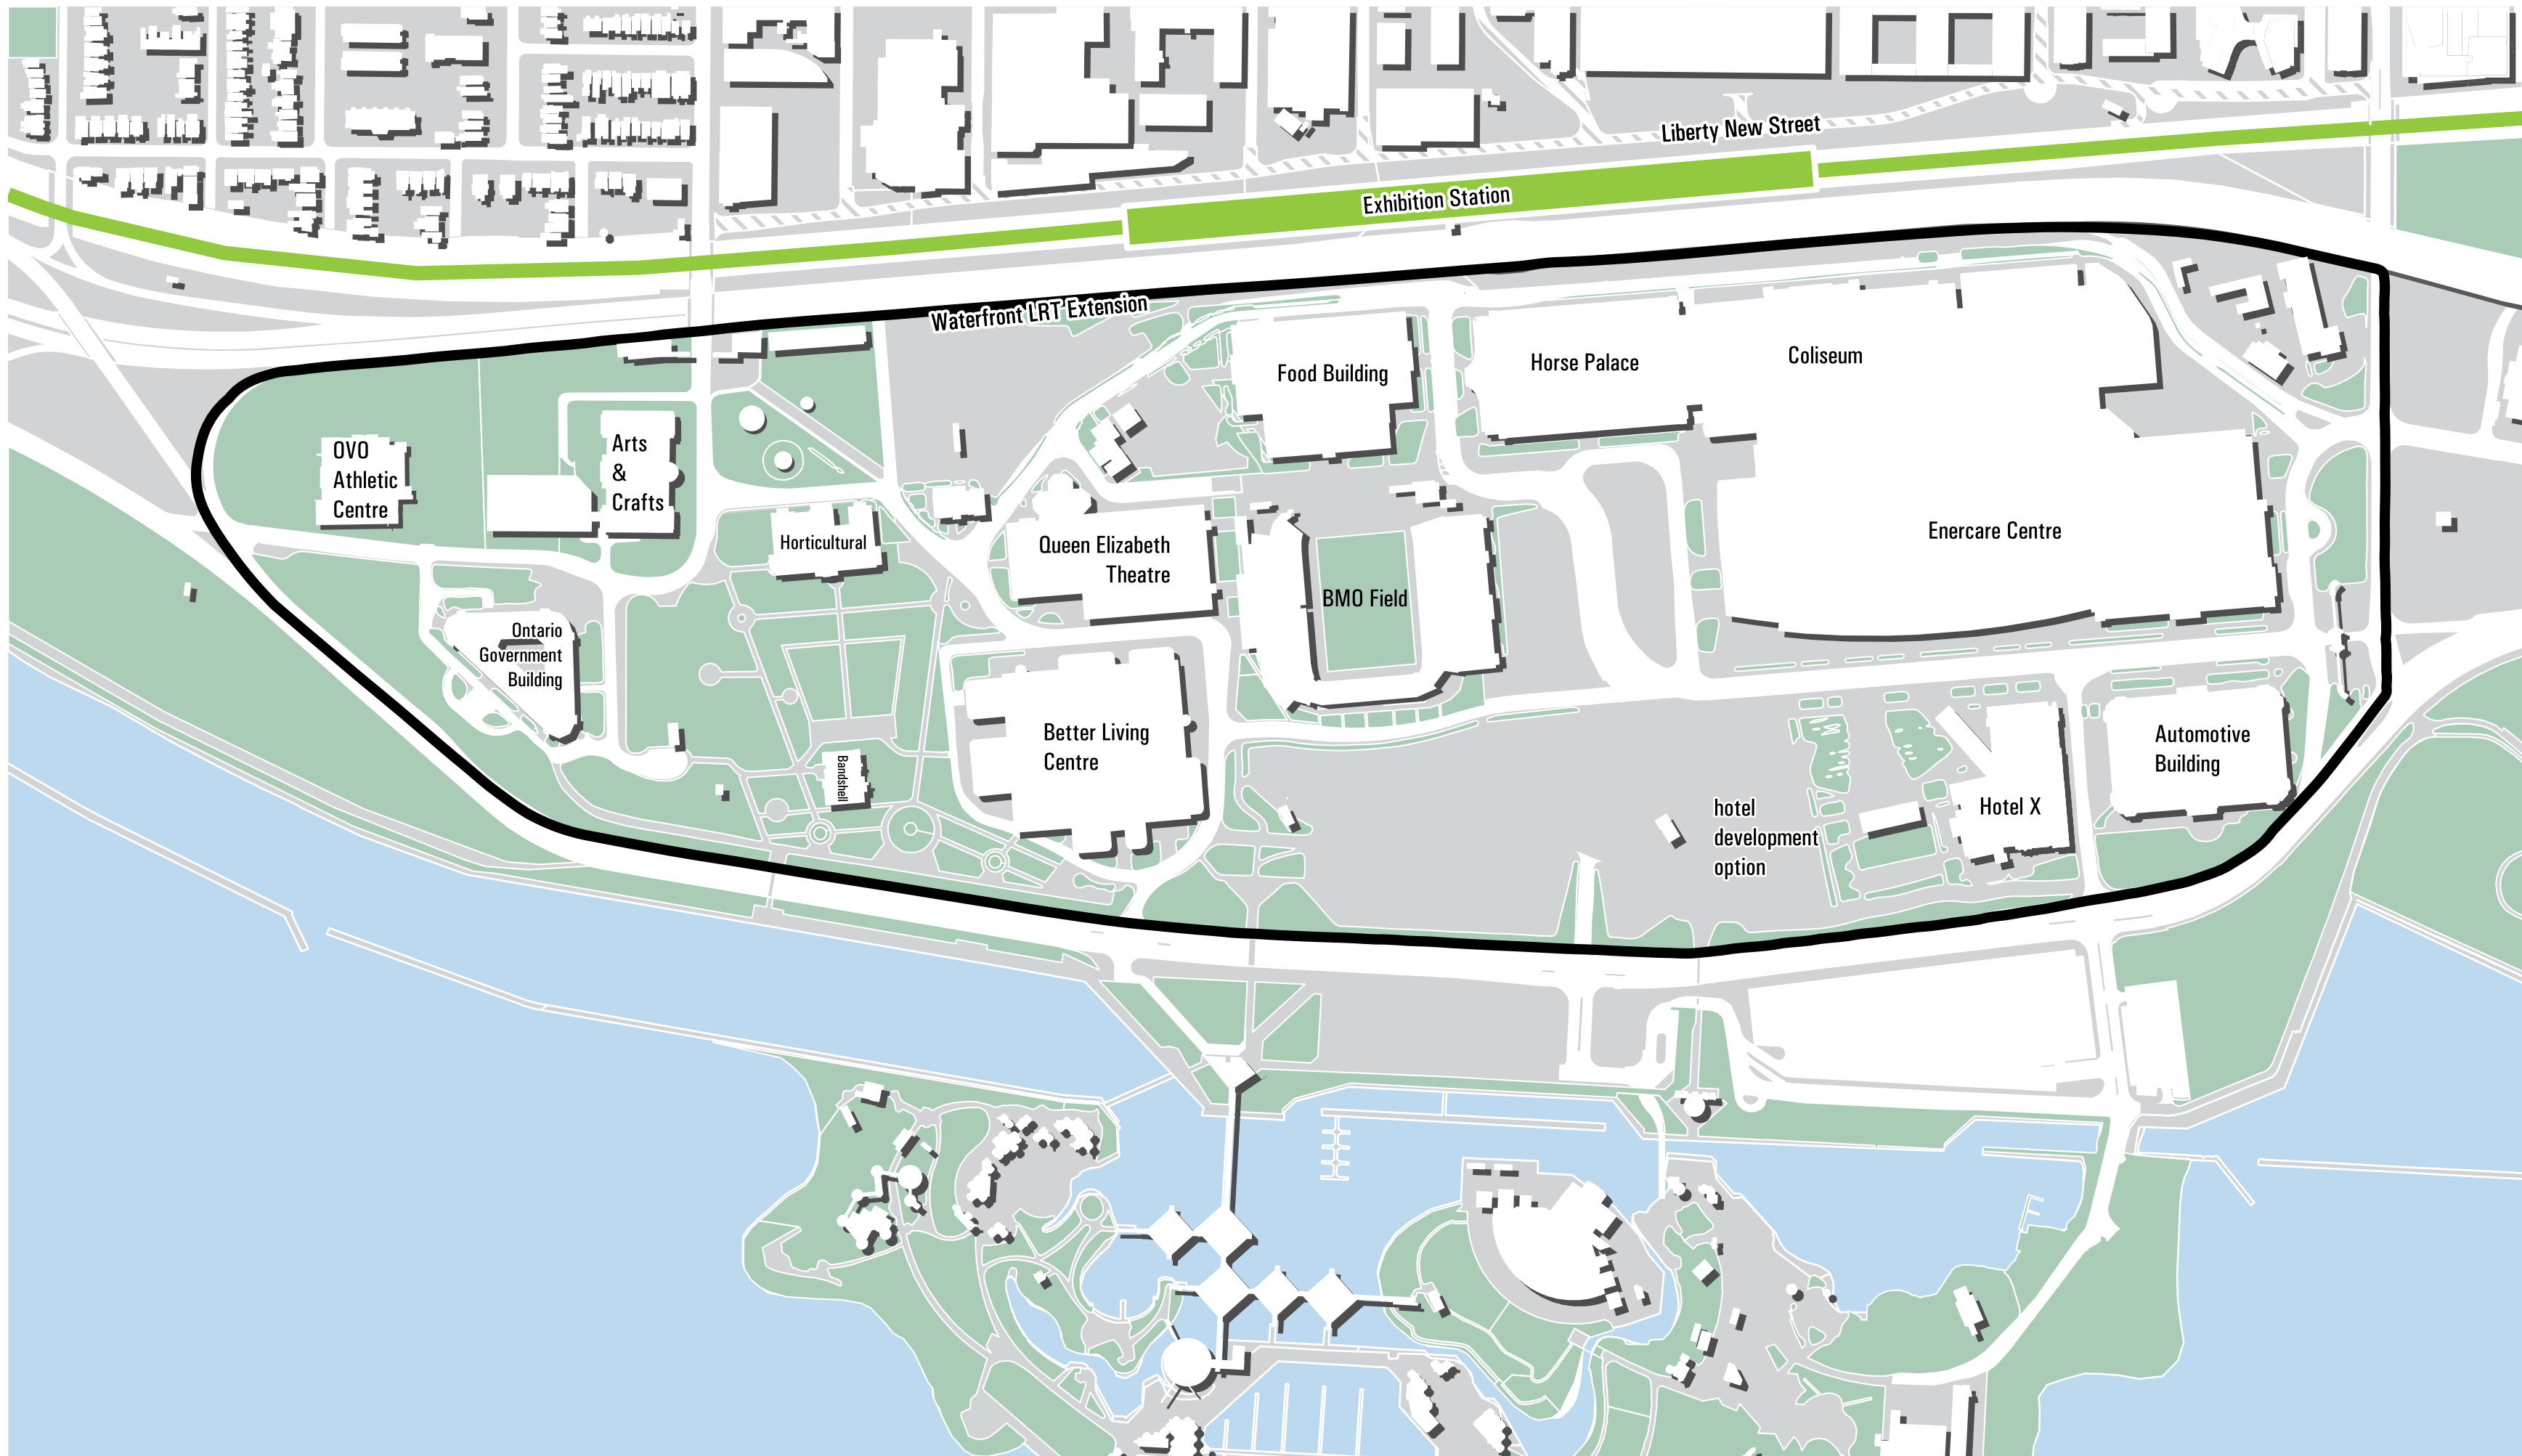 Liberty New Street
Exhibition Station
Waterfront LRT Extension
Food Building
Horse Palace
Coliseum
OVO
Athletic
Centre
Arts
&
Crafts
Horticultural
Queen Elizabeth
Theatre
BMO Field
Enercare Centre
Ontario
Government
Building
Better Living
Centre
Bandshell
Automotive
Building
Hotel X
hotel
development
option